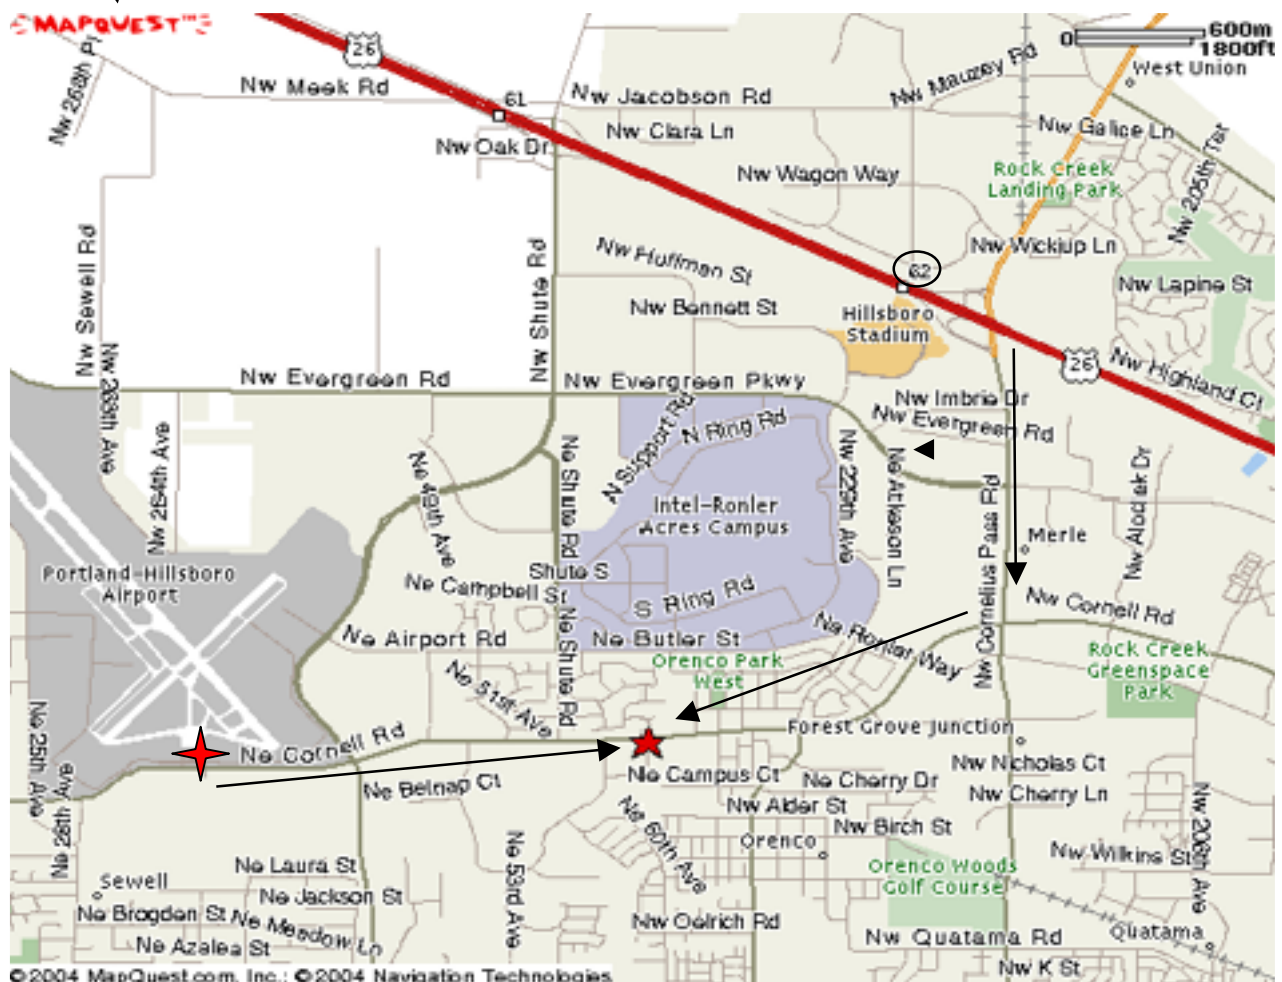 MAPQUEST™
600m
0
1800ft
26
West Union
Nw 268th Pl
Nw Meek Rd
61
Nw Jacobson Rd
Nw Mauzey Rd
Nw Clara Ln
Nw Galice Ln
Nw Oak Dr
Nw Wagon Way
Rock Creek
Landing Park
Nw 205th Ter
Nw Sewell Rd
Nw Shute Rd
Nw Huffman St
Nw Wickiup Ln
62
Nw Lapine St
Nw Bennett St
Hillsboro
Stadium
26
Nw Highland Ct
Nw 269th Ave
Nw Evergreen Rd
Nw Evergreen Pkwy
Nw Imbrie Dr
Nw Evergreen Rd
N Support Rd
N Ring Rd
Nw 264th Ave
Ne 49th Ave
Ne Shute Rd
Nw 229th Ave
Ne Atkeson Ln
Nw Cornelius Pass Rd
Nw Alocliek Dr
Intel-Ronler
Acres Campus
Merle
Portland-Hillsboro
Airport
Shute S
Ne Campbell St
S Ring Rd
Nw Cornell Rd
Ne Airport Rd
Ne Shute Rd
Ne Butler St
Ne Ronler Way
Orenco Park
West
Rock Creek
Greenspace
Park
Ne 51st Ave
Ne 25th Ave
Ne Cornell Rd
Forest Grove Junction
Ne 28th Ave
Ne Belnap Ct
Ne Campus Ct
Ne Cherry Dr
Nw Nicholas Ct
Nw Cherry Ln
Nw Alder St
Nw Birch St
Nw 206th Ave
Ne 60th Ave
Orenco
Ne 53rd Ave
Nw Wilkins St
Ne Laura St
Orenco Woods
Golf Course
Sewell
Ne Jackson St
Ne Brogden St
Ne Meadow Ln
Nw Oelrich Rd
Ne Azalea St
Nw Quatama Rd
Quatama
Nw K St
©2004 MapQuest.com, Inc.; ©2004 Navigation Technologies